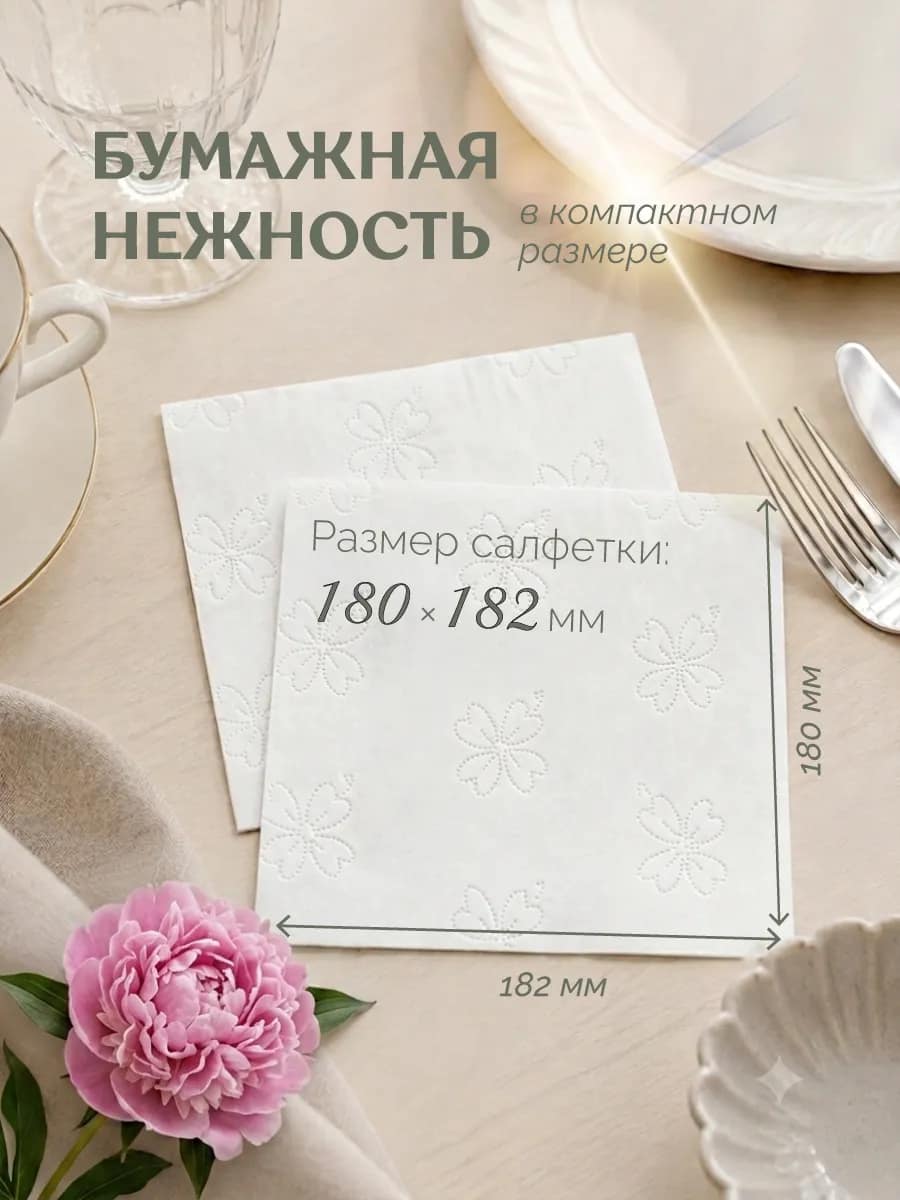 БУМАЖНАЯ
НЕЖНОСТЬ
в компактном
размере
Размер салфетки:
180 × 182 мм
180 мм
182 мм